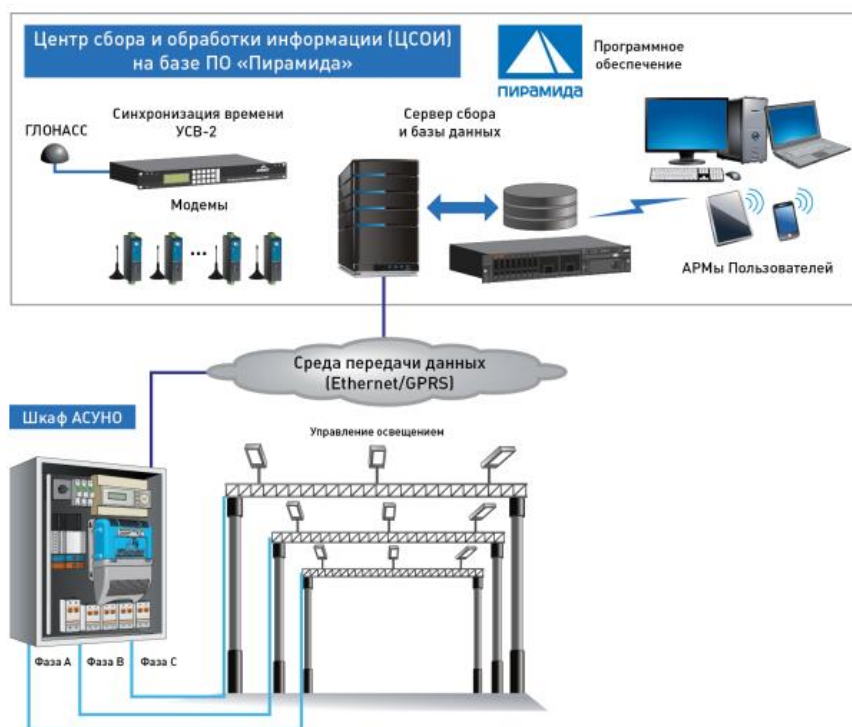 Центр сбора и обработки информации (ЦСОИ)
на базе ПО «Пирамида»
ПИРАМИДА
Программное
обеспечение
ГЛОНАСС
Синхронизация времени
УСВ-2
Сервер сбора
и базы данных
Модемы
...
АРМы Пользователей
Среда передачи данных
(Ethernet/GPRS)
Шкаф АСУНО
Управление освещением
Фаза А
Фаза В
Фаза С